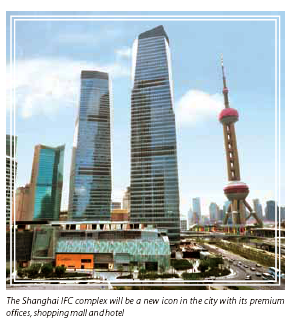 The Shanghai IFC complex will be a new icon in the city with its premium
offices, shopping mall and hotel